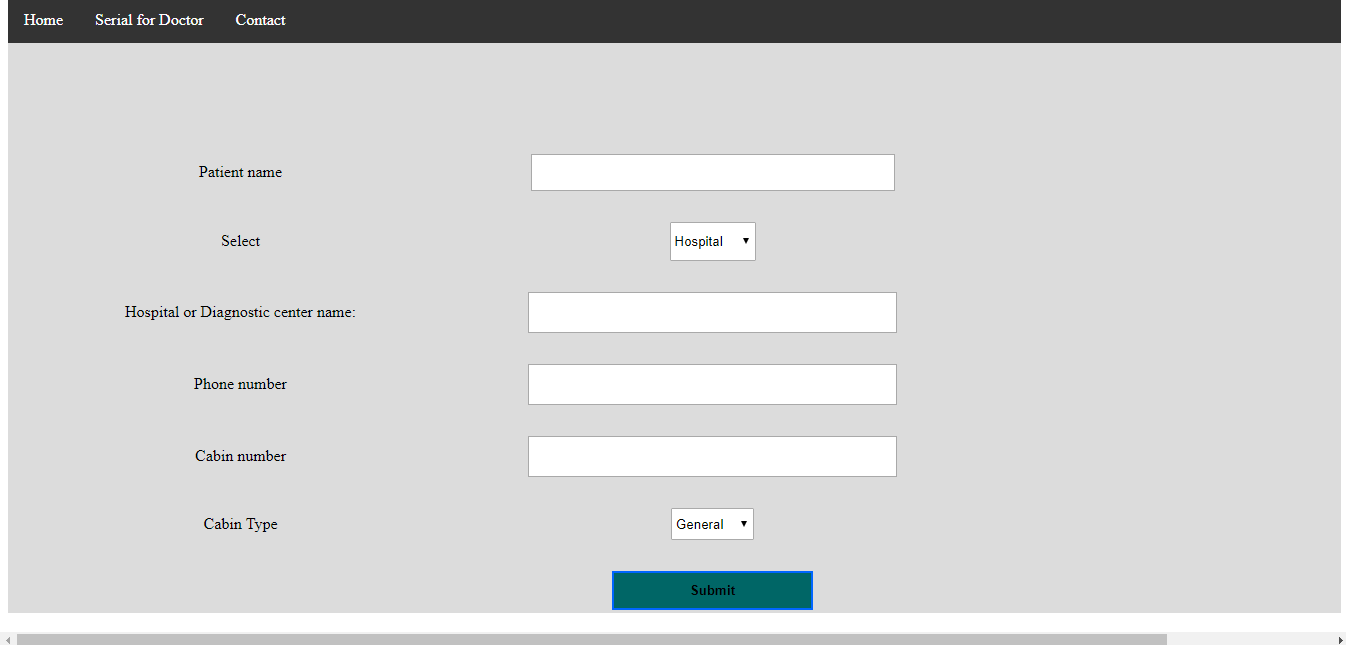 Home Serial for Doctor Contact
Patient name
Select Hospital
Hospital or Diagnostic center name:
Phone number
Cabin number
Cabin Type General
Submit